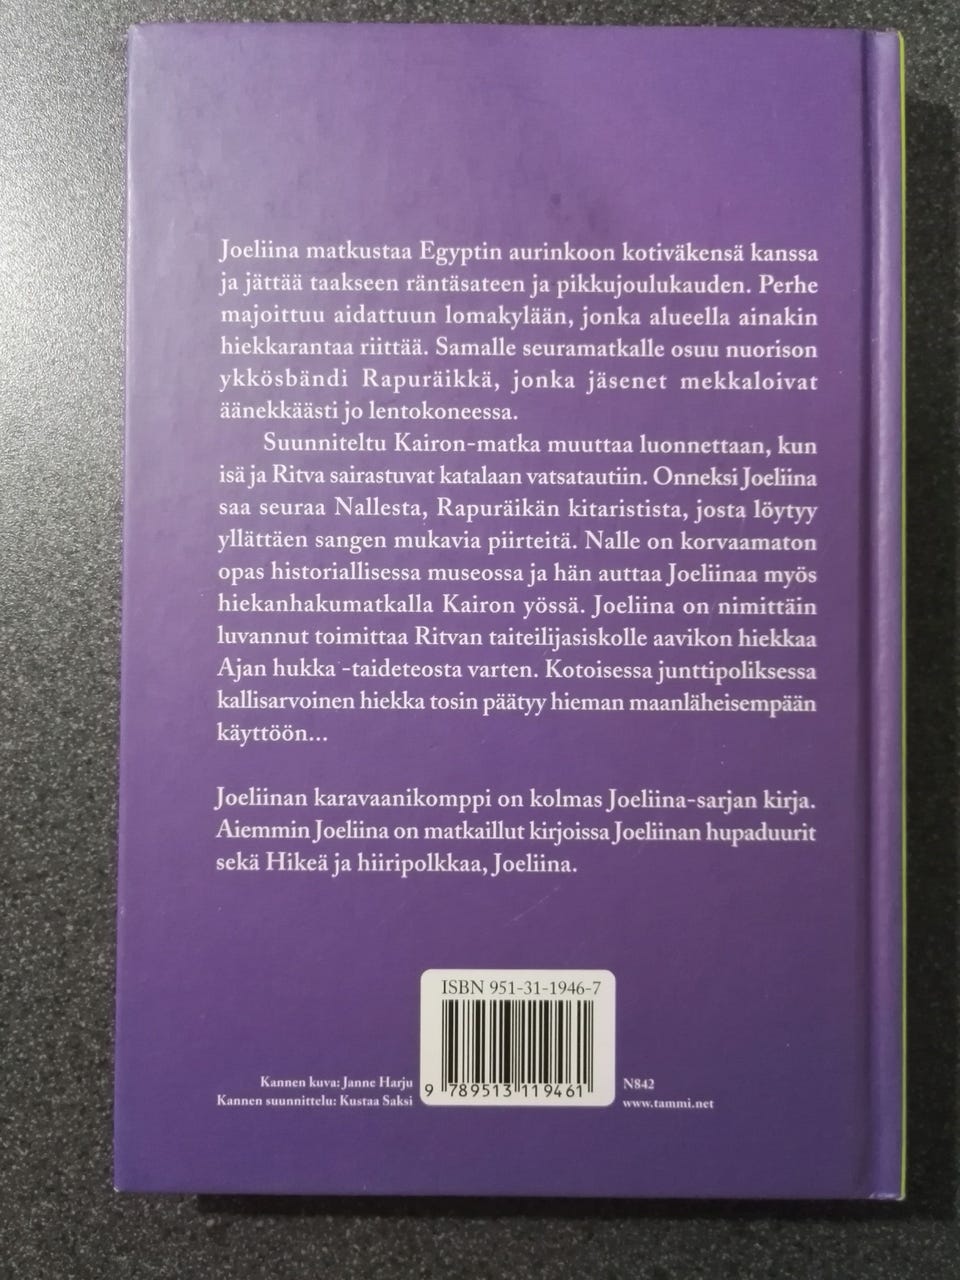 Joeliina matkustaa Egyptin aurinkoon kotiväkensä kanssa
ja jättää taakseen räntäsateen ja pikkujoulukauden. Perhe
majoittuu aidattuun lomakylään, jonka alueella ainakin
hiekkarantaa riittää. Samalle seuramatkalle osuu nuorison
ykkösbändi Rapuräikkä, jonka jäsenet mekkaloivat
äänekkäästi jo lentokoneessa.
Suunniteltu Kairon-matka muuttaa luonnettaan, kun
isä ja Ritva sairastuvat katalaan vatsatautiin. Onneksi Joeliina
saa seuraa Nallesta, Rapuräikän kitaristista, josta löytyy
yllättäen sangen mukavia piirteitä. Nalle on korvaamaton
opas historiallisessa museossa ja hän auttaa Joeliinaa myös
hiekanhakumatkalla Kairon yössä. Joeliina on nimittäin
luvannut toimittaa Ritvan taiteilijasiskolle aavikon hiekkaa
Ajan hukka -taideteosta varten. Kotoisessa junttipoliksessa
kallisarvoinen hiekka tosin päätyy hieman maanläheisempään
käyttöön...
Joeliinan karavaanikomppi on kolmas Joeliina-sarjan kirja.
Aiemmin Joeliina on matkaillut kirjoissa Joeliinan hupaduurit
sekä Hikeä ja hiiripolkkaa, Joeliina.
ISBN 951-31-1946-7
9 789513 119461
Kannen kuva: Janne Harju
Kannen suunnittelu: Kustaa Saksi
N842
www.tammi.net